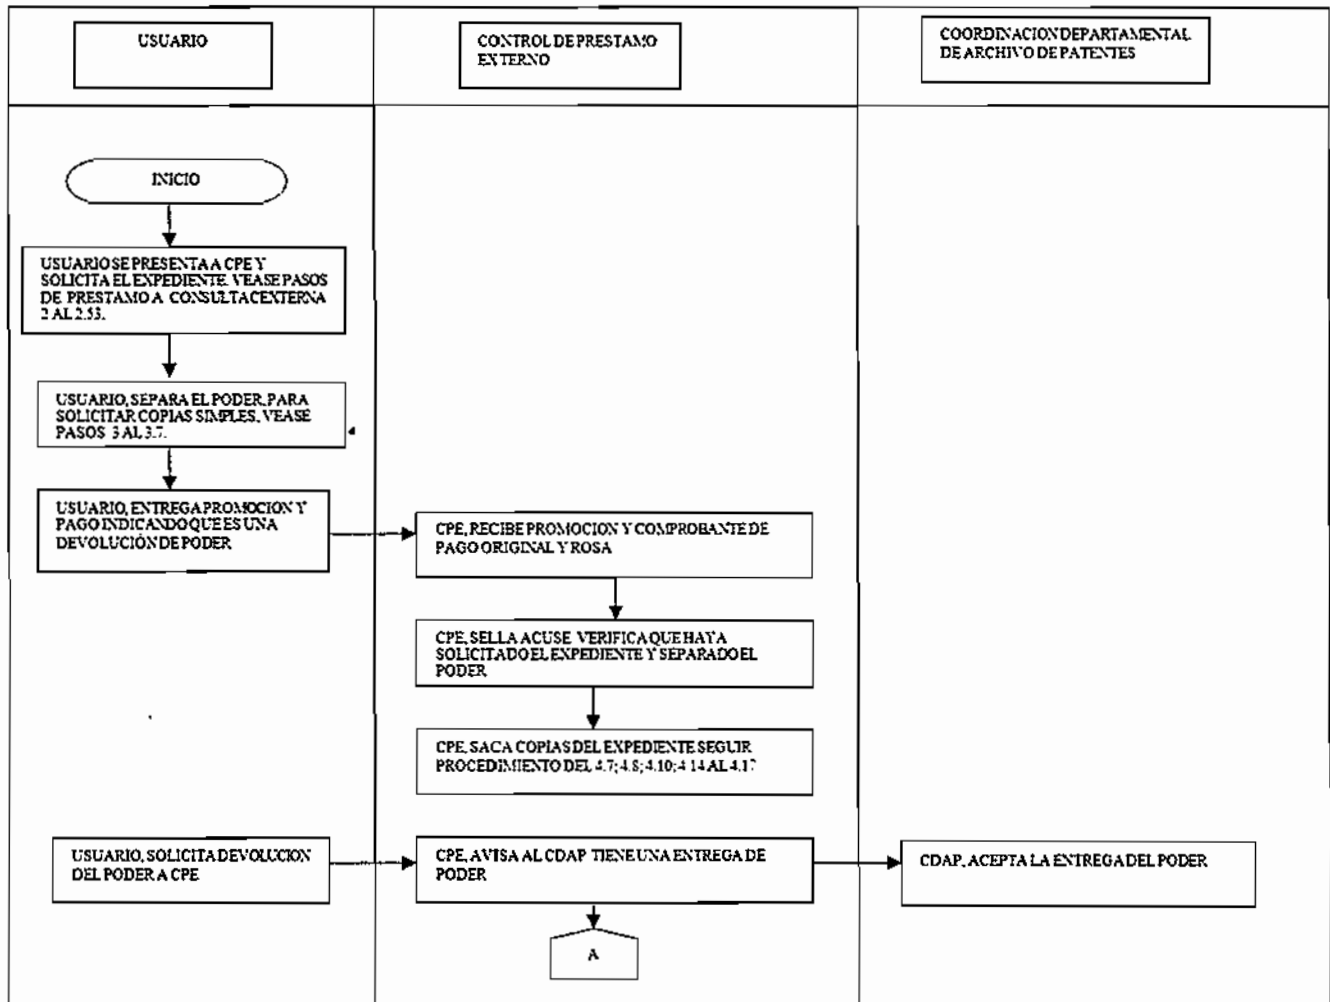 USUARIO
CONTROL DE PRESTAMO
EXTERNO
COORDINACION DEPARTAMENTAL
DE ARCHIVO DE PATENTES
INICIO
USUARIO SE PRESENTA A CPE Y
SOLICITA EL EXPEDIENTE. VEASE PASOS
DE PRESTAMO A CONSULTACEXTERNA
2 AL 2.53.
USUARIO, SEPARA EL PODER, PARA
SOLICITAR COPIAS SIMPLES. VEASE
PASOS 3 AL 3.7.
USUARIO, ENTREGA PROMOCION Y
PAGO INDICANDO QUE ES UNA
DEVOLUCIÓN DE PODER
CPE, RECIBE PROMOCION Y COMPROBANTE DE
PAGO ORIGINAL Y ROSA
CPE, SELLA ACUSE VERIFICA QUE HAYA
SOLICITADO EL EXPEDIENTE Y SEPARADO EL
PODER
CPE, SACA COPIAS DEL EXPEDIENTE SEGUIR
PROCEDIMIENTO DEL 4.7; 4.8; 4.10; 4.14 AL 4.17
USUARIO, SOLICITA DEVOLUCION
DEL PODER A CPE
CPE, AVISA AL CDAP TIENE UNA ENTREGA DE
PODER
CDAP, ACEPTA LA ENTREGA DEL PODER
A